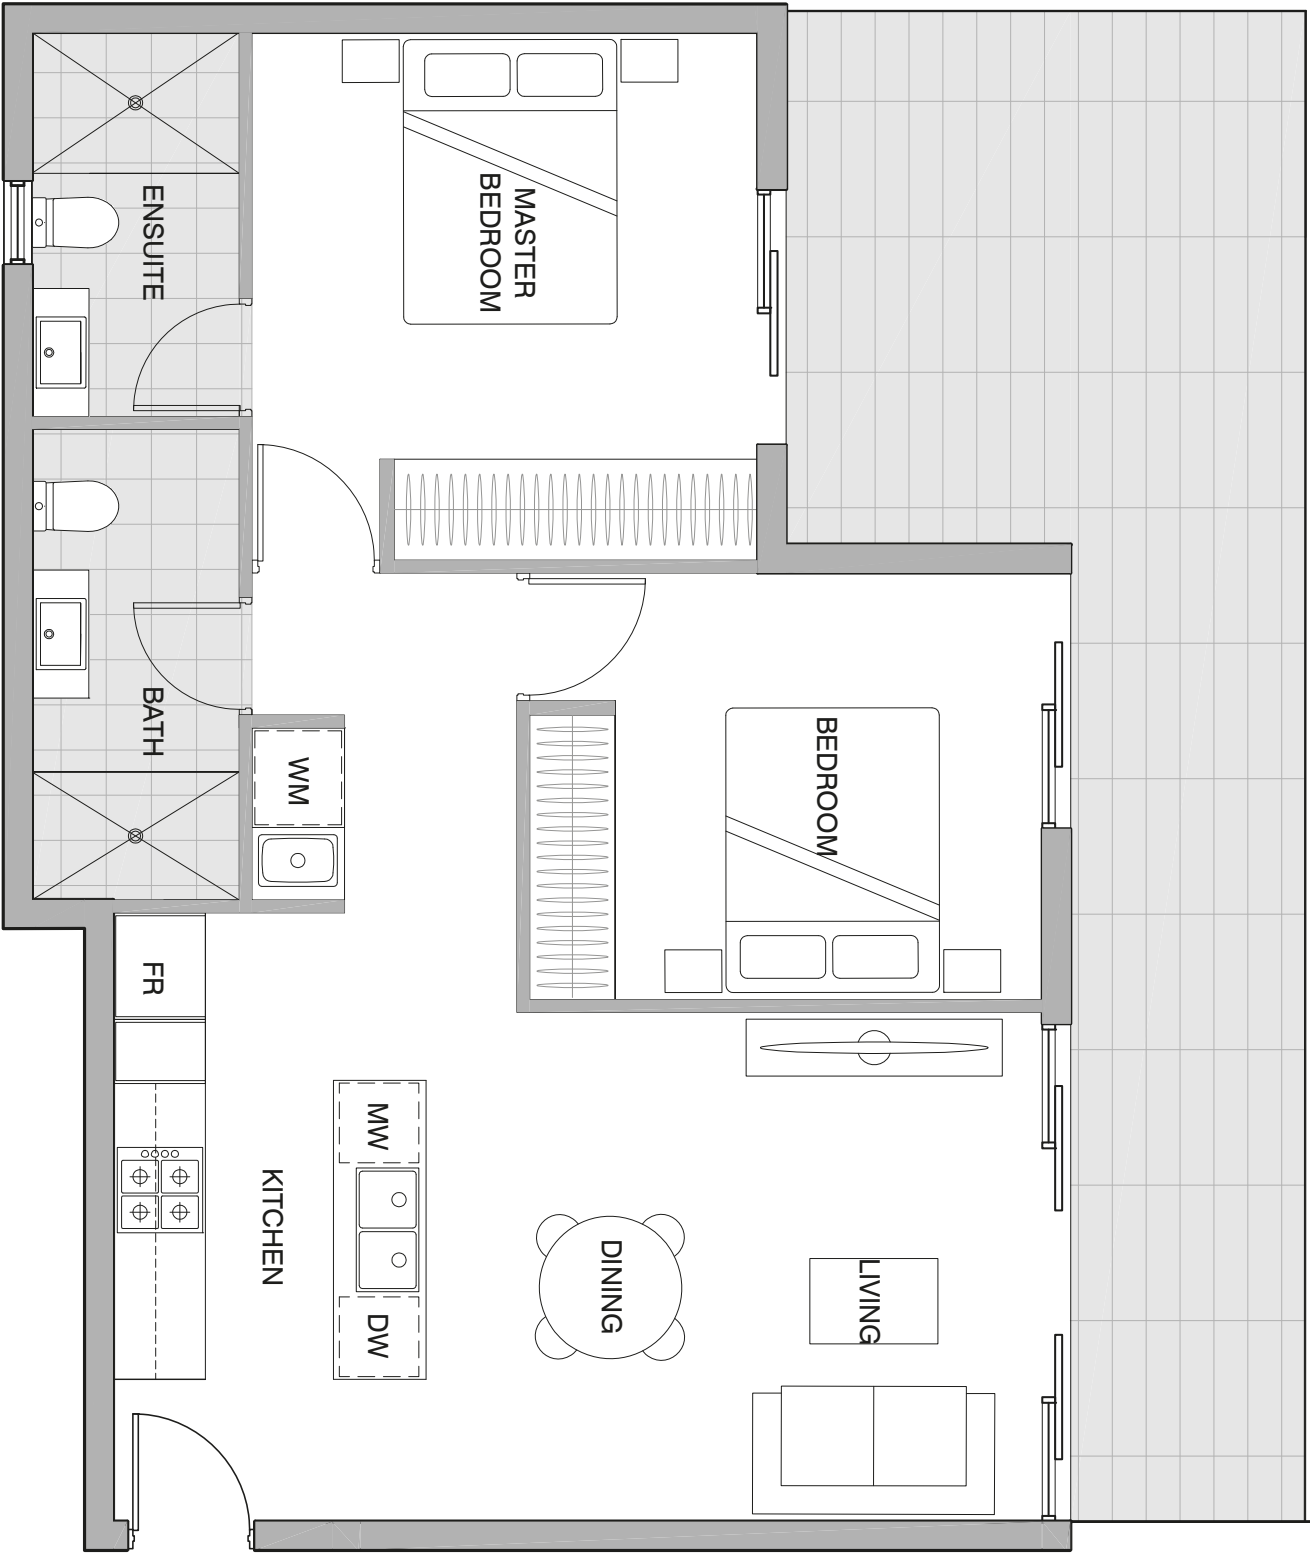 ENSUITE
MASTER
BEDROOM
BATH
WM
BEDROOM
FR
MW
KITCHEN
DINING
LIVING
DW